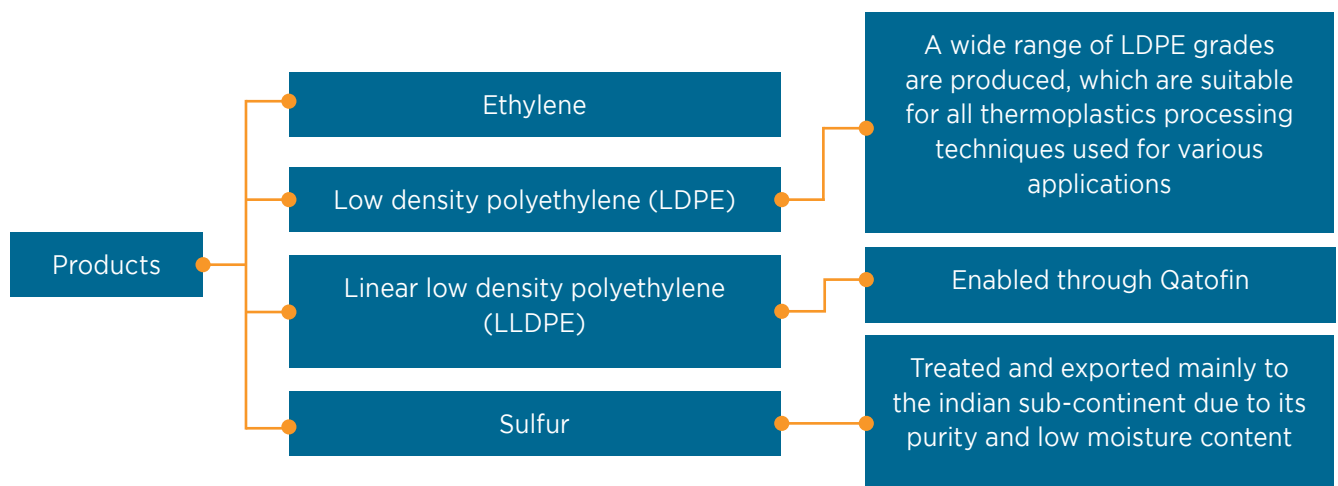 Products
Ethylene
Low density polyethylene (LDPE)
A wide range of LDPE grades
are produced, which are suitable
for all thermoplastics processing
techniques used for various
applications
Linear low density polyethylene
(LLDPE)
Enabled through Qatofin
Sulfur
Treated and exported mainly to
the indian sub-continent due to its
purity and low moisture content